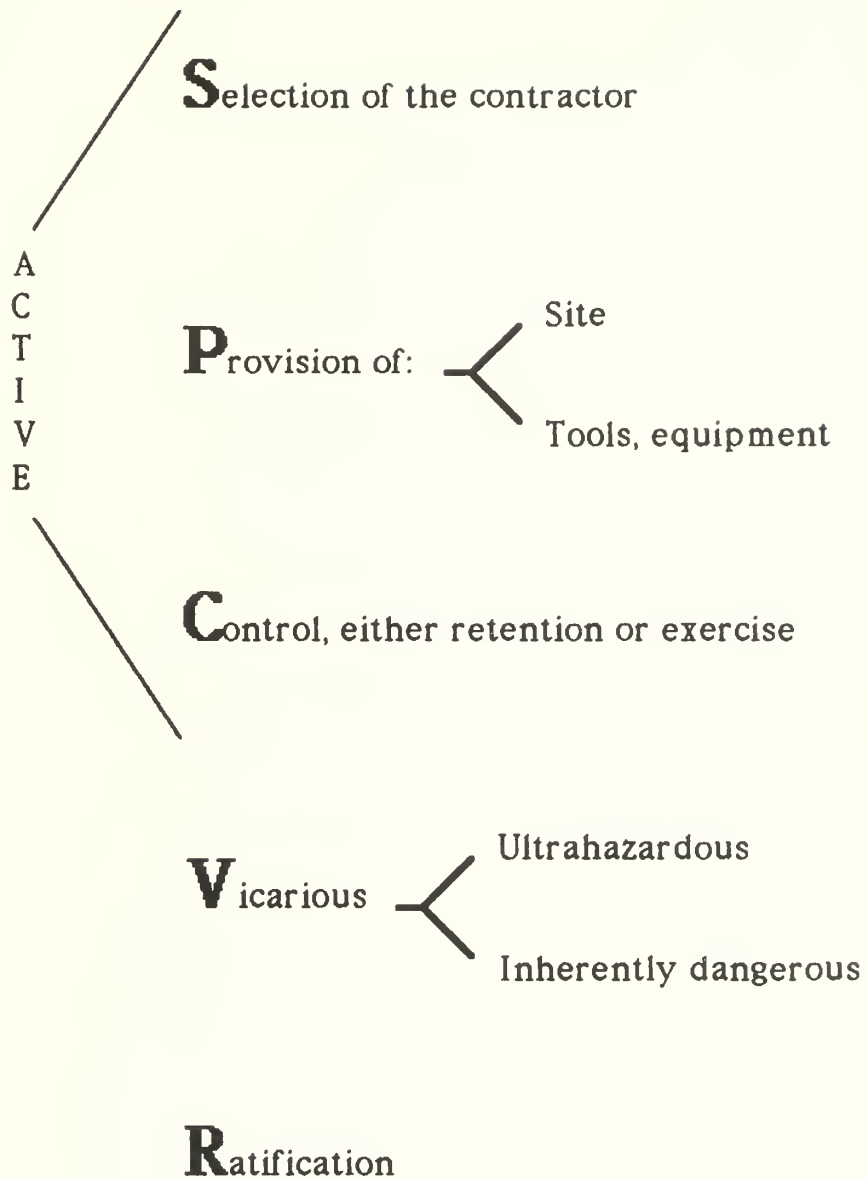 Selection of the contractor
A
C
T
I
V
E
Provision of:
Site
Tools, equipment
Control, either retention or exercise
Vicarious
Ultrahazardous
Inherently dangerous
Ratification